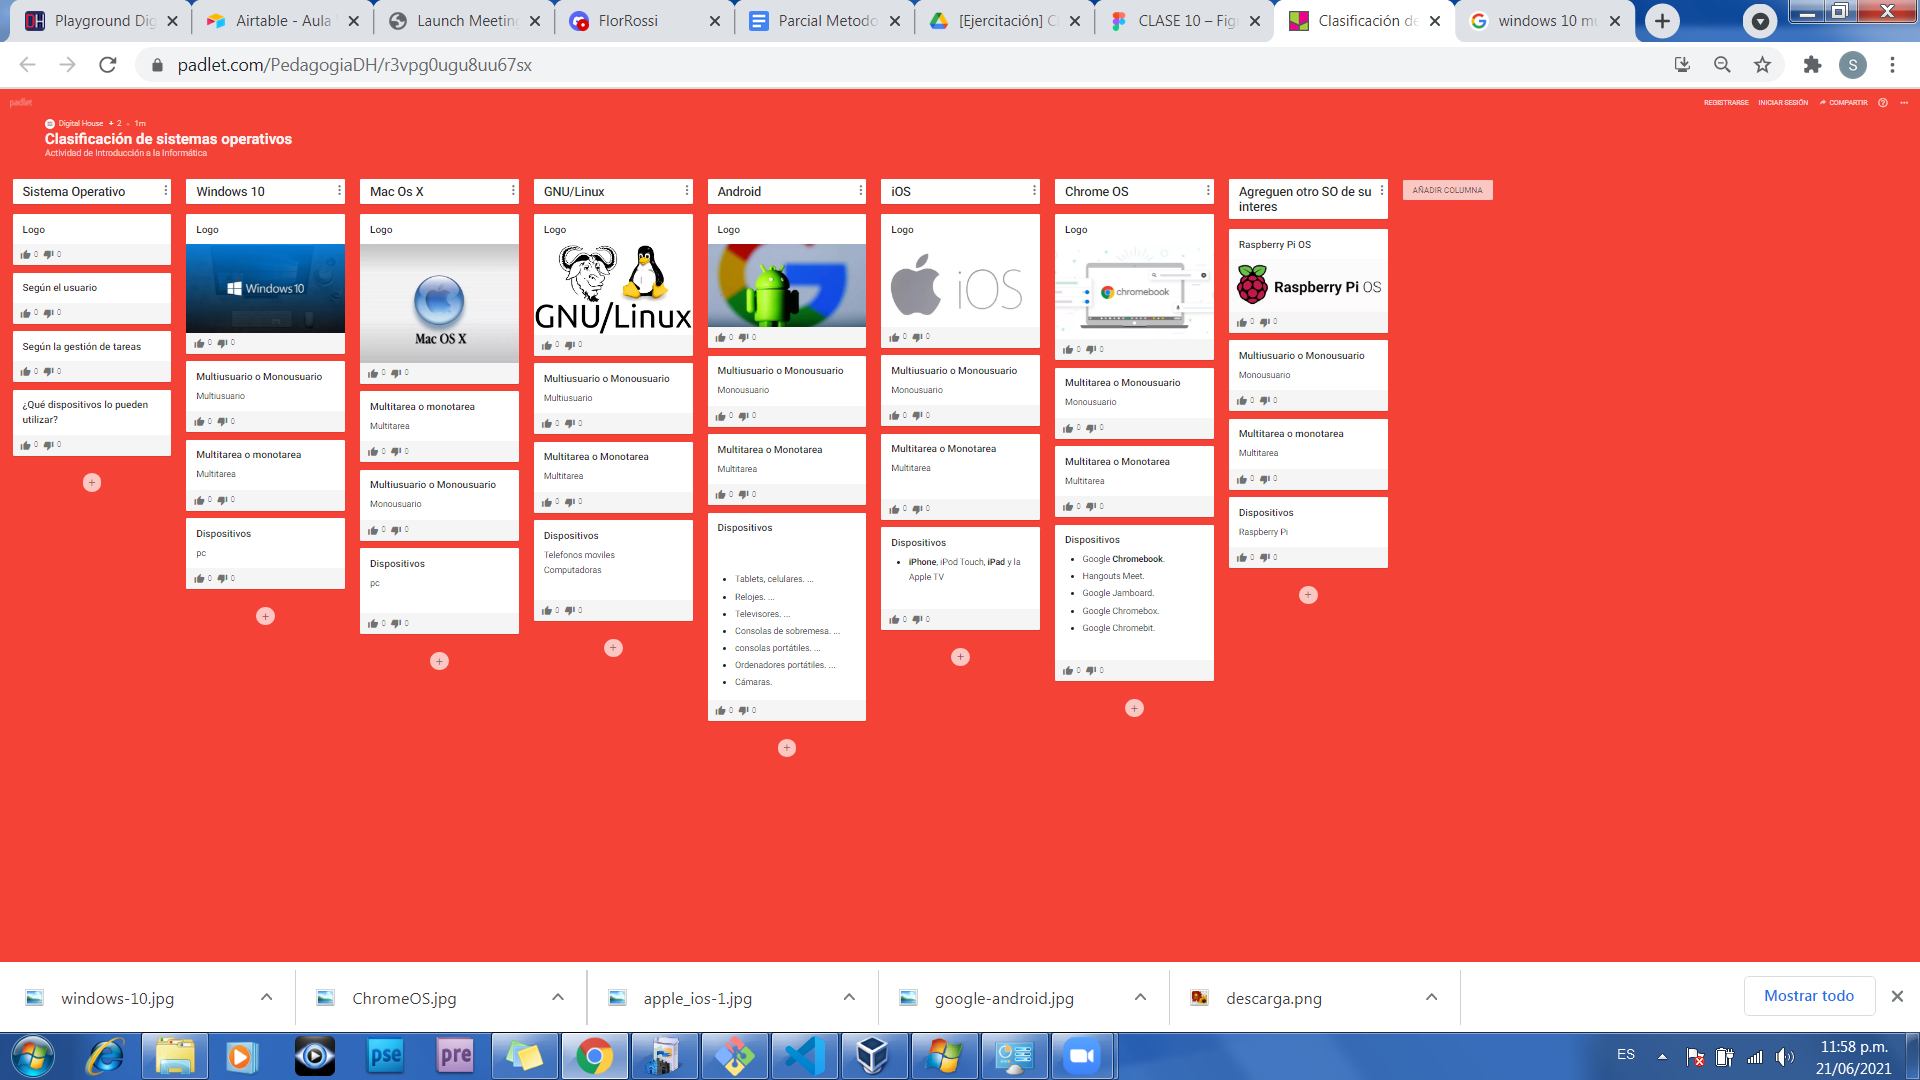 Playground Dig
Airtable - Aula
Launch Meeting
FlorRossi
Parcial Metodo
[Ejercitación] C
CLASE 10 – Fig
Clasificación de
windows 10 mu
padlet.com/PedagogiaDH/r3vpg0ugu8uu67sx
S
padlet
REGISTRARSE
INICIAR SESIÓN
COMPARTIR
Digital House + 2 • 1m
Clasificación de sistemas operativos
Actividad de Introducción a la Informática
Sistema Operativo
Logo
0 0
Según el usuario
0 0
Según la gestión de tareas
0 0
¿Qué dispositivos lo pueden
utilizar?
0 0
Windows 10
Logo
Windows 10
0 0
Multiusuario o Monousuario
Multiusuario
0 0
Multitarea o monotarea
Multitarea
0 0
Dispositivos
pc
0 0
Mac Os X
Logo
Mac OS X
0 0
Multitarea o monotarea
Multitarea
0 0
Multiusuario o Monousuario
Monousuario
0 0
Dispositivos
pc
0 0
GNU/Linux
Logo
GNU/Linux
0 0
Multiusuario o Monousuario
Multiusuario
0 0
Multitarea o Monotarea
Multitarea
0 0
Dispositivos
Telefonos moviles
Computadoras
0 0
Android
Logo
0 0
Multiusuario o Monousuario
Monousuario
0 0
Multitarea o Monotarea
Multitarea
0 0
Dispositivos
Tablets, celulares. ...
Relojes. ...
Televisores. ...
Consolas de sobremesa. ...
consolas portátiles. ...
Ordenadores portátiles. ...
Cámaras.
0 0
iOS
Logo
iOS
0 0
Multiusuario o Monousuario
Monousuario
0 0
Multitarea o Monotarea
Multitarea
0 0
Dispositivos
iPhone, iPod Touch, iPad y la
Apple TV
0 0
Chrome OS
Logo
chromebook
0 0
Multitarea o Monousuario
Monousuario
0 0
Multitarea o Monotarea
Multitarea
0 0
Dispositivos
Google Chromebook.
Hangouts Meet.
Google Jamboard.
Google Chromebox.
Google Chromebit.
0 0
Agreguen otro SO de su
interes
Raspberry Pi OS
Raspberry Pi OS
0 0
Multiusuario o Monousuario
Monousuario
0 0
Multitarea o monotarea
Multitarea
0 0
Dispositivos
Raspberry Pi
0 0
AÑADIR COLUMNA
windows-10.jpg
ChromeOS.jpg
apple_ios-1.jpg
google-android.jpg
descarga.png
Mostrar todo
pse
pre
ES
11:58 p.m.
21/06/2021